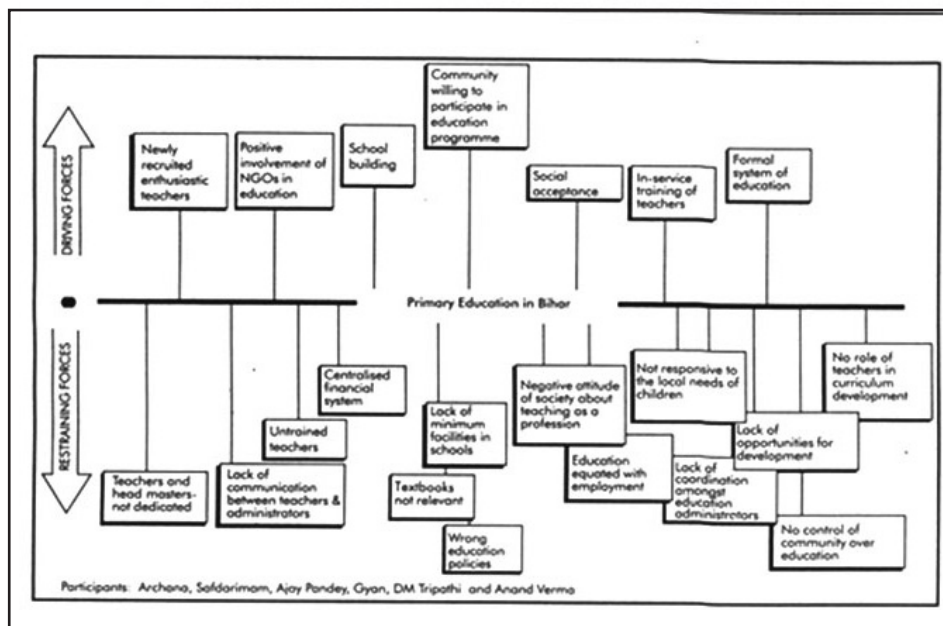 DRIVING FORCES
Newly
recruited
enthusiastic
teachers
Positive
involvement of
NGOs in
education
School
building
Community
willing to
participate in
education
programme
Social
acceptance
In-service
training of
teachers
Formal
system of
education
Primary Education in Bihar
RESTRAINING FORCES
Teachers and
head masters-
not dedicated
Lack of
communication
between teachers &
administrators
Untrained
teachers
Centralised
financial
system
Lack of
minimum
facilities in
schools
Textbooks
not relevant
Wrong
education
policies
Negative attitude
of society about
teaching as a
profession
Education
equated with
employment
Not responsive to
the local needs of
children
Lack of
coordination
amongst
education
administrators
Lack of
opportunities for
development
No control of
community over
education
No role of
teachers in
curriculum
development
Participants: Archana, Safdarimam, Ajay Pandey, Gyan, DM Tripathi and Anand Verma